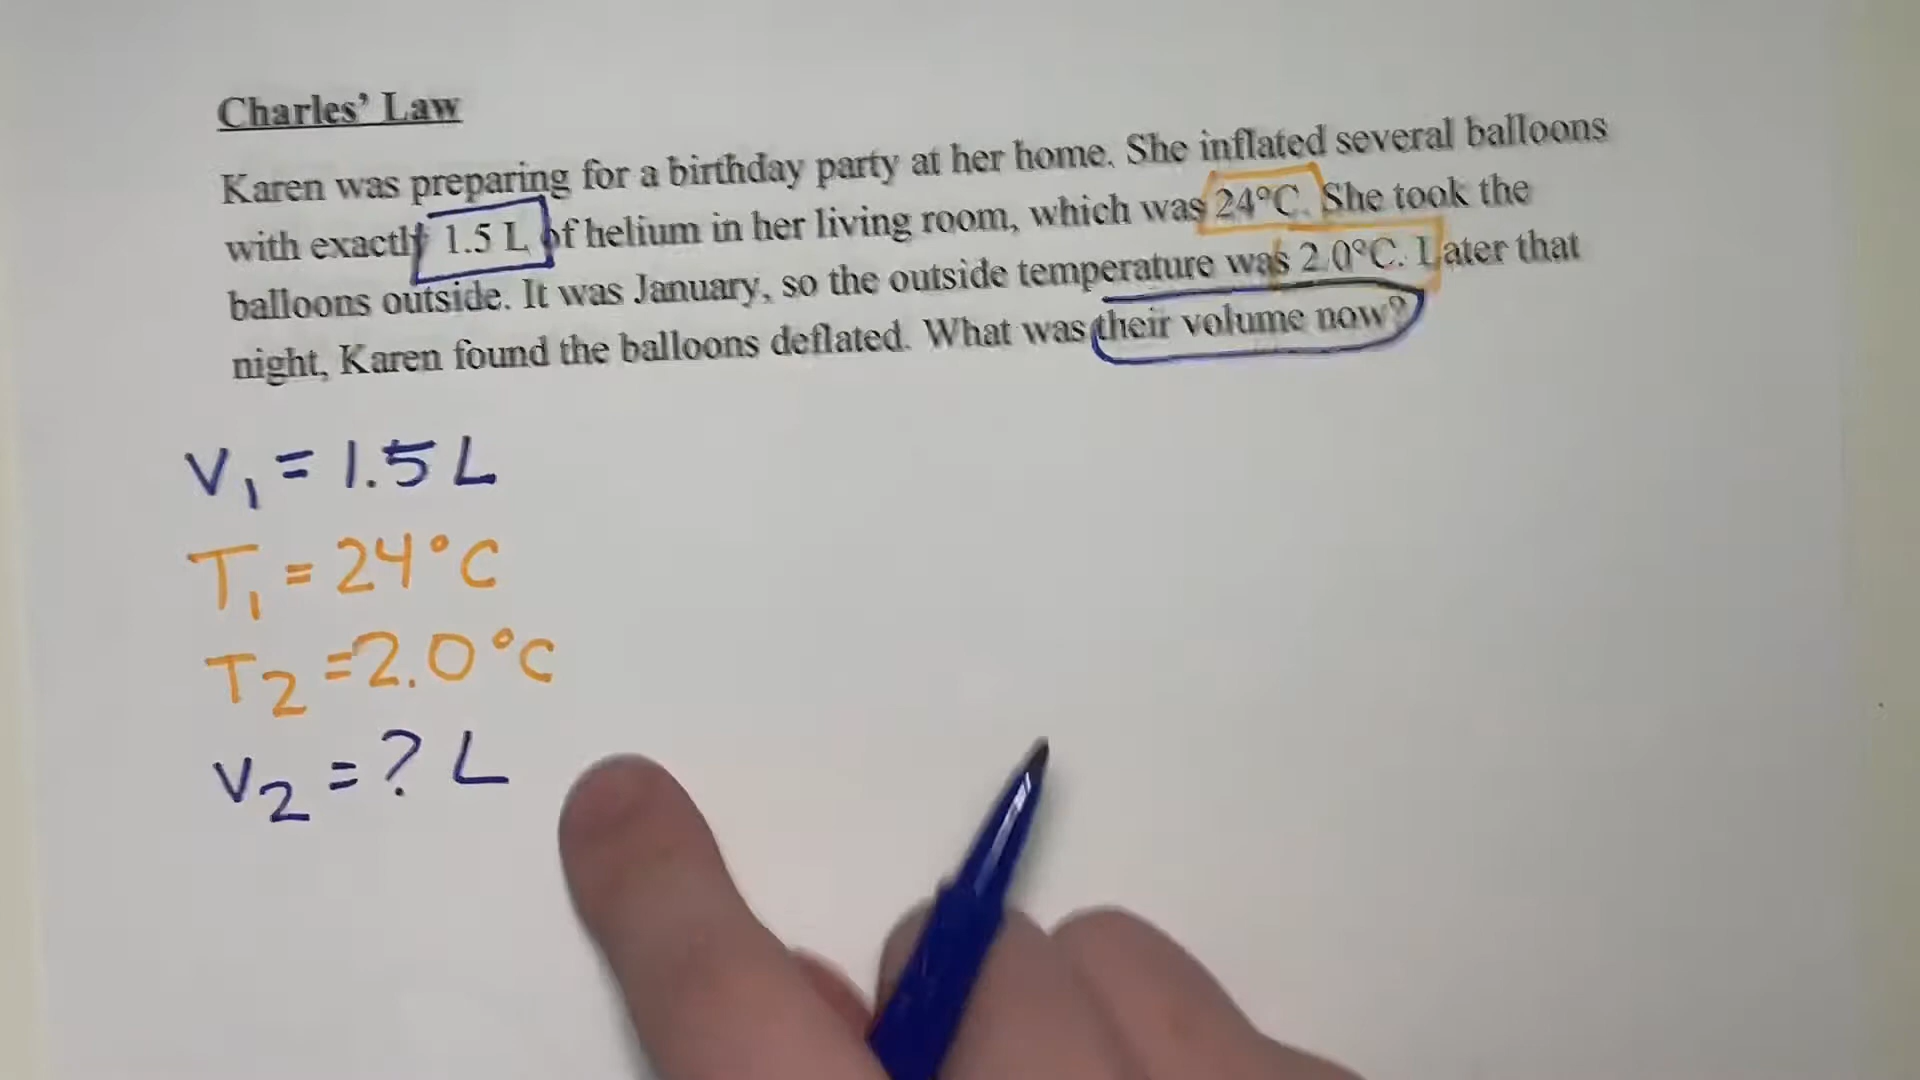 Charles’ Law
Karen was preparing for a birthday party at her home. She inflated several balloons
with exactly 1.5 L of helium in her living room, which was 24°C. She took the
balloons outside. It was January, so the outside temperature was 2.0°C. Later that
night, Karen found the balloons deflated. What was their volume now?
V₁ = 1.5 L
T₁ = 24°C
T₂ = 2.0°C
V₂ = ? L